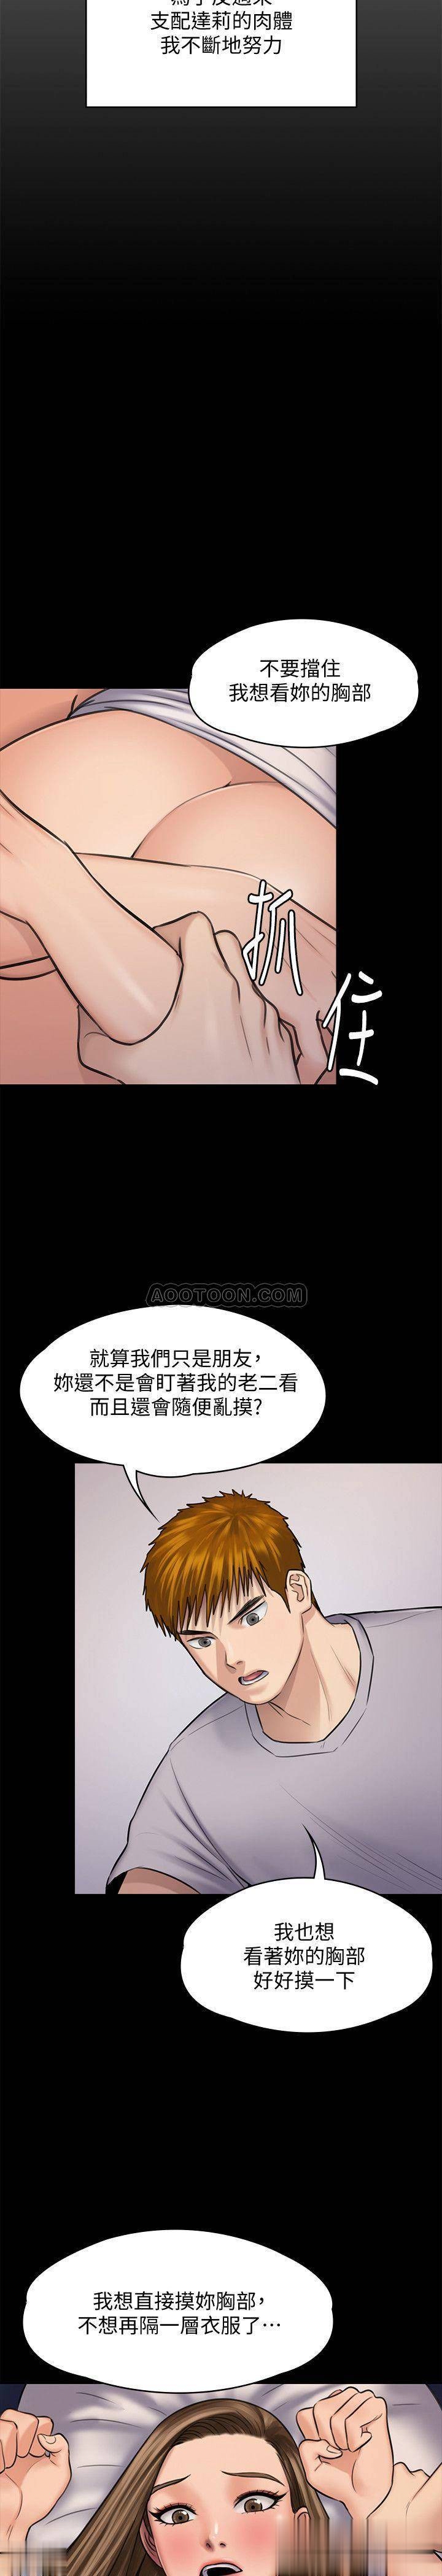 支配達莉的肉體
我不斷地努力
不要擋住
我想看妳的胸部
抓住
AOOTOON.COM
就算我們只是朋友，
妳還不是會盯著我的老二看
而且還會隨便亂摸?
我也想
看著妳的胸部
好好摸一下
我想直接摸妳胸部，
不想再隔一層衣服了…